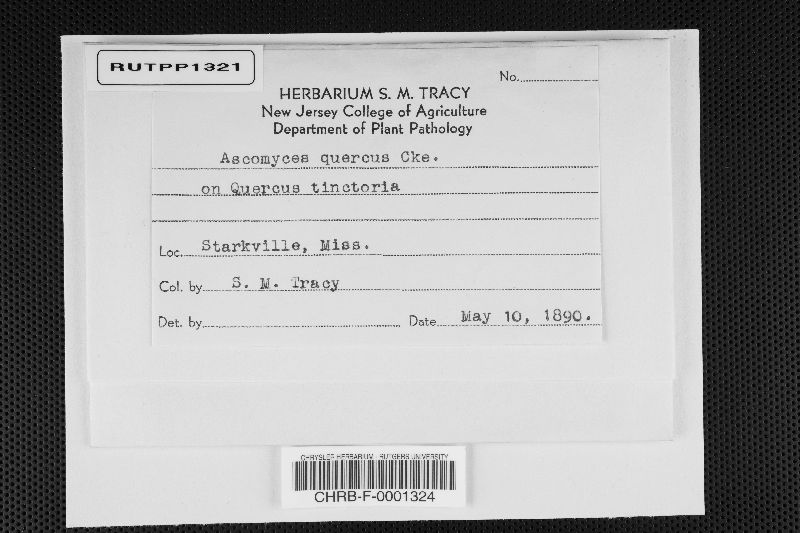 RUTPP1321
No.
HERBARIUM S. M. TRACY
New Jersey College of Agriculture
Department of Plant Pathology
Ascomyces quercus Cke.
on Quercus tinctoria
Loc. Starkville, Miss.
Col. by S. M. Tracy
Det. by Date May 10, 1890.
CHRYSLER HERBARIUM - RUTGERS UNIVERSITY
CHRB-F-0001324